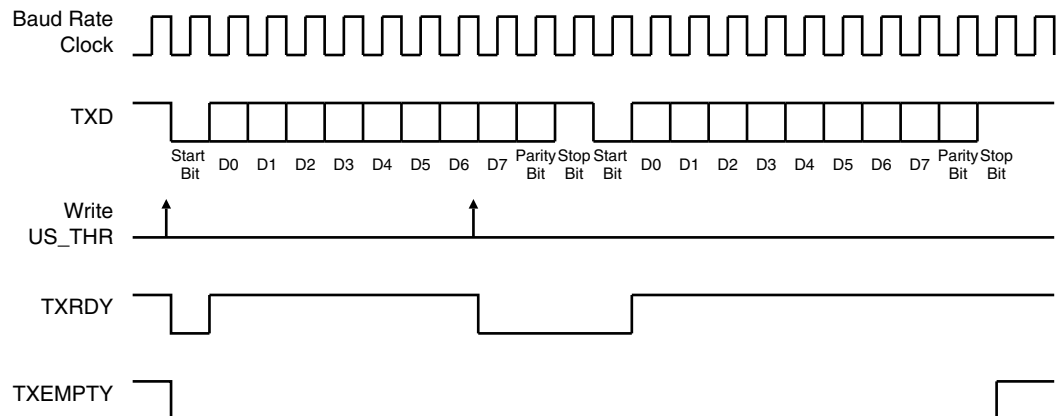 Baud Rate
Clock
TXD
Start
Bit
D0 D1 D2 D3 D4 D5 D6 D7
Parity
Bit
Stop
Bit
Start
Bit
D0 D1 D2 D3 D4 D5 D6 D7
Parity
Bit
Stop
Bit
Write
US_THR
TXRDY
TXEMPTY